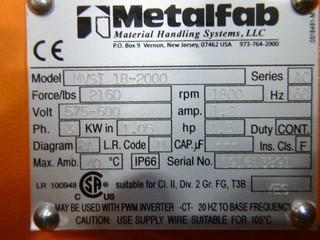 Metalfab
Material Handling Systems, LLC
P.O. Box 9 Vernon, New Jersey, 07462 USA 973-764-2000
CE
Model MVSI 18-2000 Series AC
Force/lbs 2160 rpm 1800 Hz 60
Volt 575-600 amp. 1.2
Ph. 3 KW in 1.05 hp Duty CONT.
Diagram 2A L.R. Code CAP.µF Ins. Cls. F
Max. Amb. 40 °C IP66 Serial No.
LR 100948 C US suitable for Cl. II, Div. 2 Gr. FG, T3B YES
MAY BE USED WITH PWM INVERTER -CT- 20 HZ TO BASE FREQUENCY
CAUTION: USE SUPPLY WIRE SUITABLE FOR 105°C